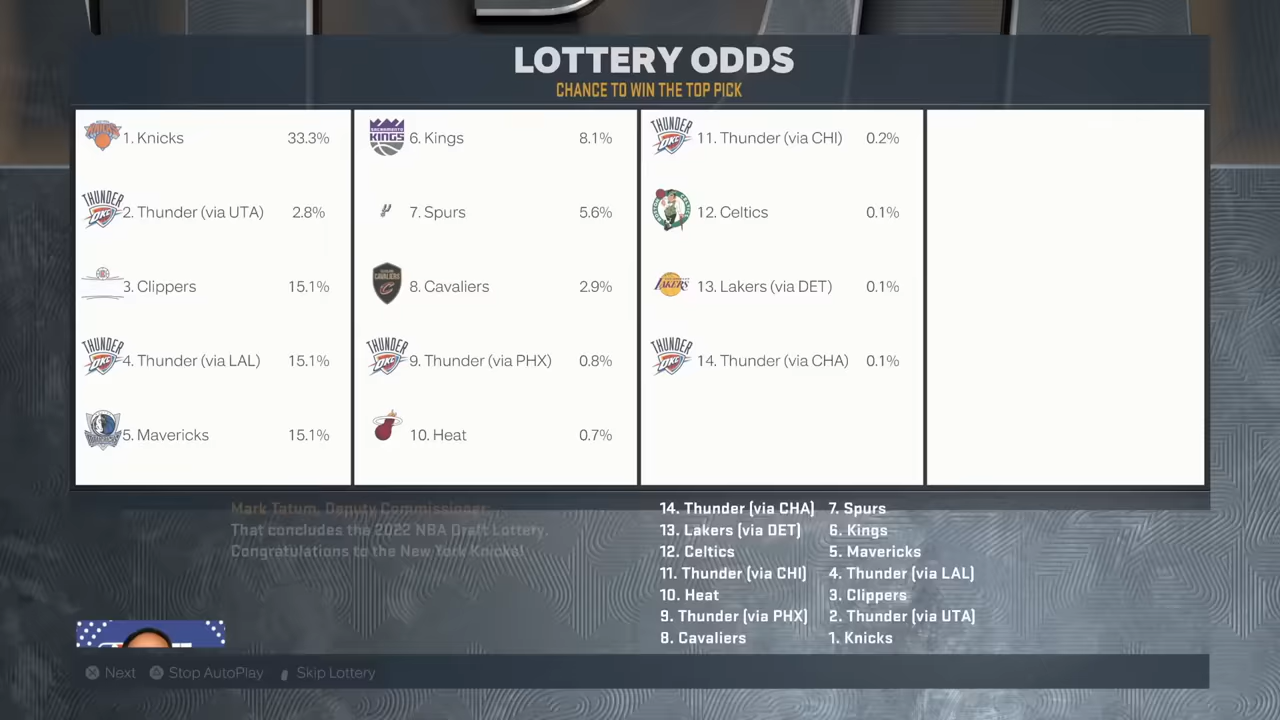 LOTTERY ODDS
CHANCE TO WIN THE TOP PICK
1. Knicks 33.3%
2. Thunder (via UTA) 2.8%
3. Clippers 15.1%
4. Thunder (via LAL) 15.1%
5. Mavericks 15.1%
6. Kings 8.1%
7. Spurs 5.6%
8. Cavaliers 2.9%
9. Thunder (via PHX) 0.8%
10. Heat 0.7%
11. Thunder (via CHI) 0.2%
12. Celtics 0.1%
13. Lakers (via DET) 0.1%
14. Thunder (via CHA) 0.1%
Mark Tatum, Deputy Commissioner
That concludes the 2022 NBA Draft Lottery.
Congratulations to the New York Knicks!
14. Thunder (via CHA)
13. Lakers (via DET)
12. Celtics
11. Thunder (via CHI)
10. Heat
9. Thunder (via PHX)
8. Cavaliers
7. Spurs
6. Kings
5. Mavericks
4. Thunder (via LAL)
3. Clippers
2. Thunder (via UTA)
1. Knicks
Next Stop AutoPlay Skip Lottery